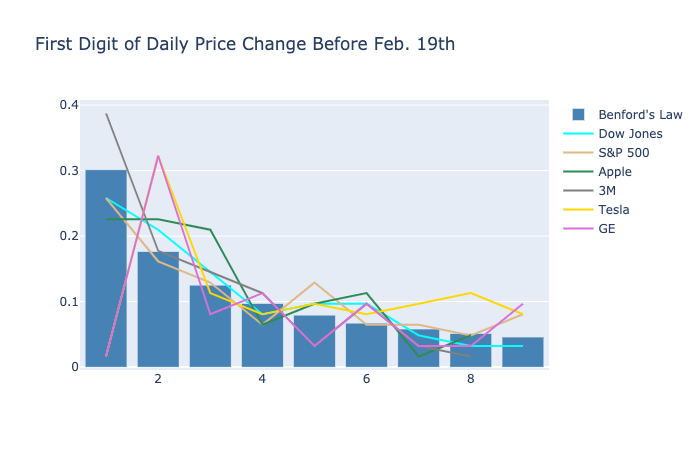 First Digit of Daily Price Change Before Feb. 19th
0.4
0.3
0.2
0.1
0
2
4
6
8
Benford's Law
Dow Jones
S&P 500
Apple
3M
Tesla
GE